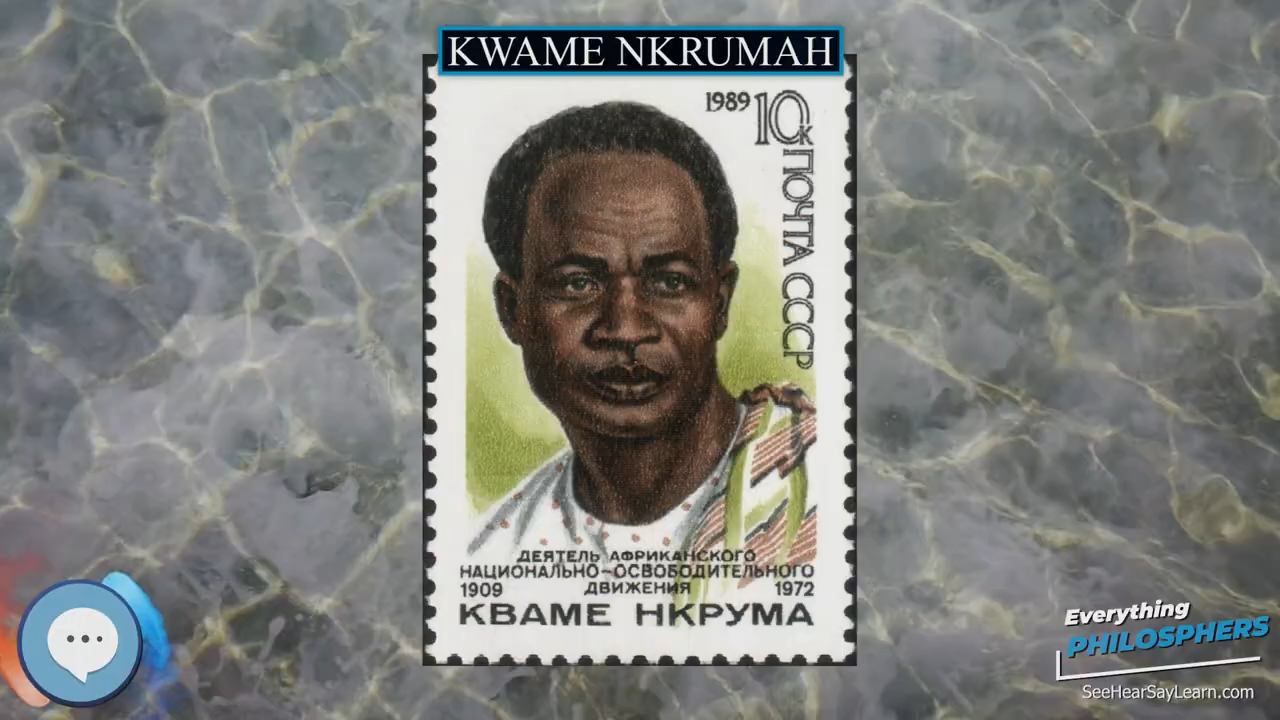 KWAME NKRUMAH
1989 10к
ПОЧТА СССР
ДЕЯТЕЛЬ АФРИКАНСКОГО
НАЦИОНАЛЬНО-ОСВОБОДИТЕЛЬНОГО
1909 ДВИЖЕНИЯ 1972
КВАМЕ НКРУМА
Everything
PHILOSPHERS
SeeHearSayLearn.com